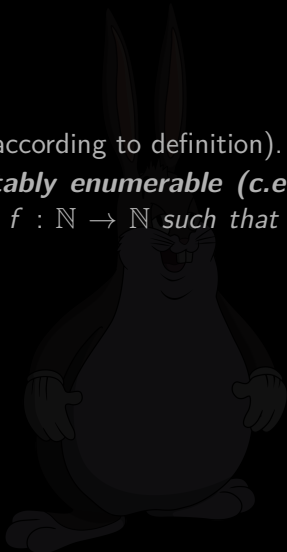 according to definition).
tably enumerable (c.e
f : ℕ → ℕ such that